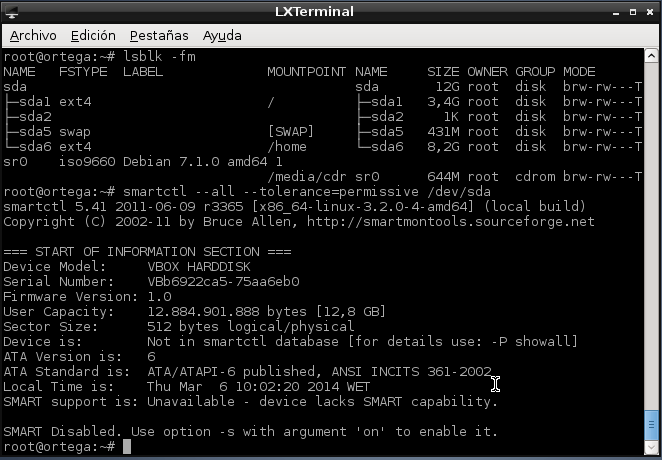 LXTerminal
Archivo Edición Pestañas Ayuda
root@ortega:~# lsblk -fm
NAME   FSTYPE  LABEL                 MOUNTPOINT NAME     SIZE OWNER GROUP MODE
sda                                             sda       12G root  disk  brw-rw---T
├─sda1 ext4                          /          ├─sda1   3,4G root  disk  brw-rw---T
├─sda2                                          ├─sda2     1K root  disk  brw-rw---T
├─sda5 swap                          [SWAP]     ├─sda5   431M root  disk  brw-rw---T
└─sda6 ext4                          /home      └─sda6   8,2G root  disk  brw-rw---T
sr0    iso9660 Debian 7.1.0 amd64 1
                                     /media/cdr sr0      644M root  cdrom brw-rw---T
root@ortega:~# smartctl --all --tolerance=permissive /dev/sda
smartctl 5.41 2011-06-09 r3365 [x86_64-linux-3.2.0-4-amd64] (local build)
Copyright (C) 2002-11 by Bruce Allen, http://smartmontools.sourceforge.net

=== START OF INFORMATION SECTION ===
Device Model:     VBOX HARDDISK
Serial Number:    VBb6922ca5-75aa6eb0
Firmware Version: 1.0
User Capacity:    12.884.901.888 bytes [12,8 GB]
Sector Size:      512 bytes logical/physical
Device is:        Not in smartctl database [for details use: -P showall]
ATA Version is:   6
ATA Standard is:  ATA/ATAPI-6 published, ANSI INCITS 361-2002
Local Time is:    Thu Mar  6 10:02:20 2014 WET
SMART support is: Unavailable - device lacks SMART capability.

SMART Disabled. Use option -s with argument 'on' to enable it.
root@ortega:~#